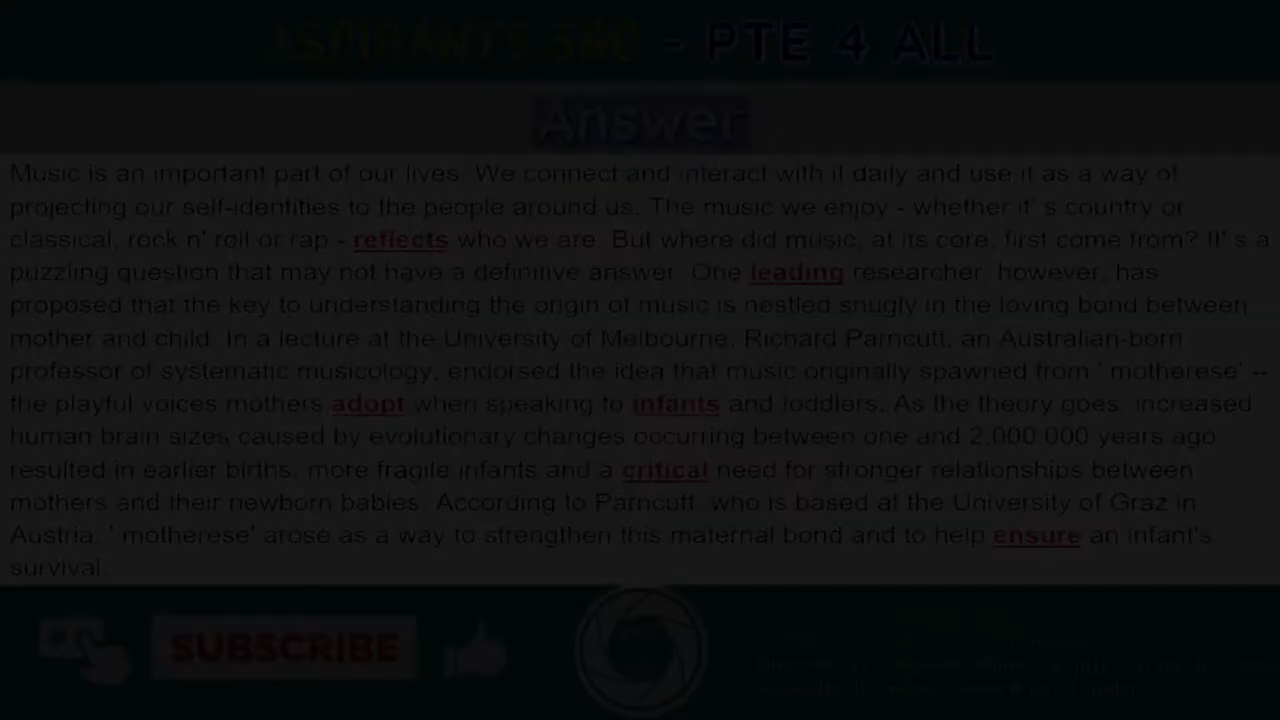 ASPIRANTS SHQ - PTE 4 ALL
Answer
Music is an important part of our lives. We connect and interact with it daily and use it as a way of
projecting our self-identities to the people around us. The music we enjoy - whether it' s country or
classical, rock n' roll or rap - reflects who we are. But where did music, at its core, first come from? It' s a
puzzling question that may not have a definitive answer. One leading researcher, however, has
proposed that the key to understanding the origin of music is nestled snugly in the loving bond between
mother and child. In a lecture at the University of Melbourne, Richard Parncutt, an Australian-born
professor of systematic musicology, endorsed the idea that music originally spawned from ' motherese' --
the playful voices mothers adopt when speaking to infants and toddlers. As the theory goes, increased
human brain sizes caused by evolutionary changes occurring between one and 2,000,000 years ago
resulted in earlier births, more fragile infants and a critical need for stronger relationships between
mothers and their newborn babies. According to Parncutt, who is based at the University of Graz in
Austria, ' motherese' arose as a way to strengthen this maternal bond and to help ensure an infant's
survival.
SUBSCRIBE